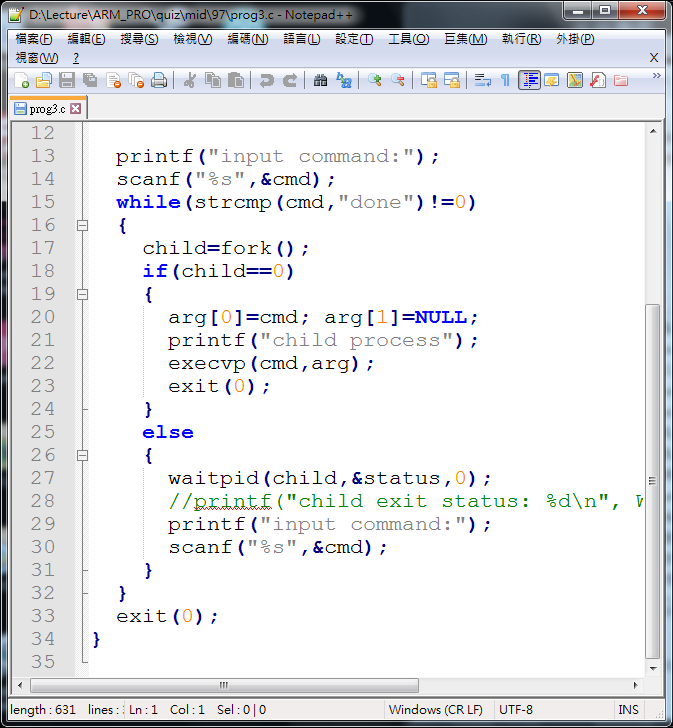 D:\Lecture\ARM_PRO\quiz\mid\97\prog3.c - Notepad++
檔案(F) 編輯(E) 搜尋(S) 檢視(V) 編碼(N) 語言(L) 設定(T) 工具(O) 巨集(M) 執行(R) 外掛(P)
視窗(W) ? X
prog3.c
12
13 printf("input command:");
14 scanf("%s",&cmd);
15 while(strcmp(cmd,"done")!=0)
16 {
17 child=fork();
18 if(child==0)
19 {
20 arg[0]=cmd; arg[1]=NULL;
21 printf("child process");
22 execvp(cmd,arg);
23 exit(0);
24 }
25 else
26 {
27 waitpid(child,&status,0);
28 //printf("child exit status: %d\n", W
29 printf("input command:");
30 scanf("%s",&cmd);
31 }
32 }
33 exit(0);
34 }
35
length : 631 lines : Ln : 1 Col : 1 Sel : 0 | 0 Windows (CR LF) UTF-8 INS